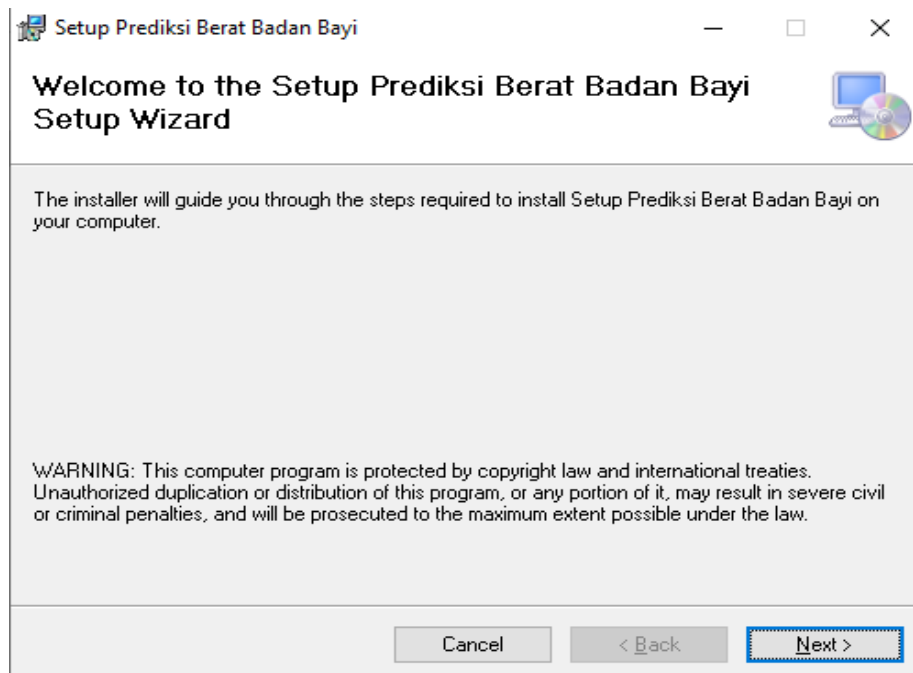 Setup Prediksi Berat Badan Bayi
Welcome to the Setup Prediksi Berat Badan Bayi
Setup Wizard
The installer will guide you through the steps required to install Setup Prediksi Berat Badan Bayi on
your computer.
WARNING: This computer program is protected by copyright law and international treaties.
Unauthorized duplication or distribution of this program, or any portion of it, may result in severe civil
or criminal penalties, and will be prosecuted to the maximum extent possible under the law.
Cancel
< Back
Next >